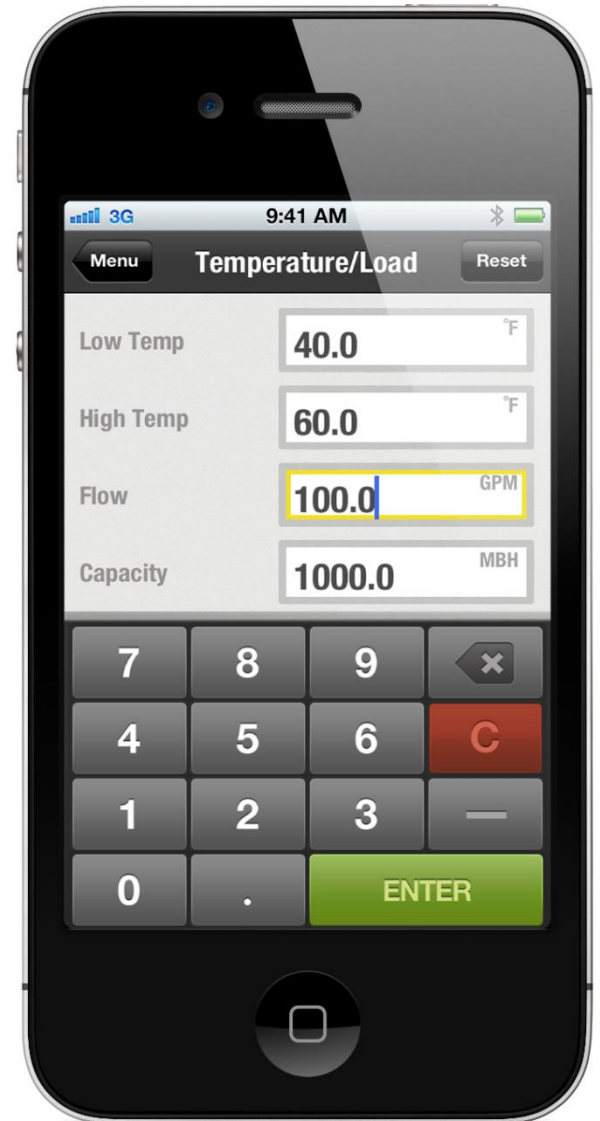 3G 9:41 AM
Menu Temperature/Load Reset
Low Temp 40.0 °F
High Temp 60.0 °F
Flow 100.0 GPM
Capacity 1000.0 MBH
7 8 9
4 5 6 C
1 2 3 —
0 . ENTER